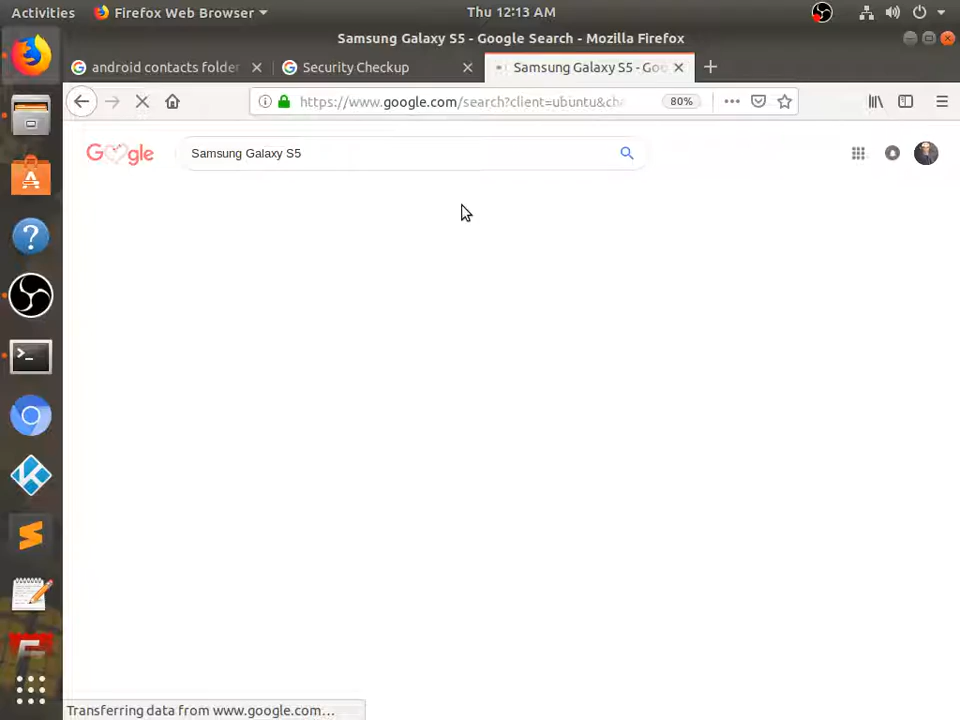 Activities Firefox Web Browser Thu 12:13 AM
Samsung Galaxy S5 - Google Search - Mozilla Firefox
android contacts folder Security Checkup Samsung Galaxy S5 - Goo
https://www.google.com/search?client=ubuntu&cha 80%
Google Samsung Galaxy S5
Transferring data from www.google.com…